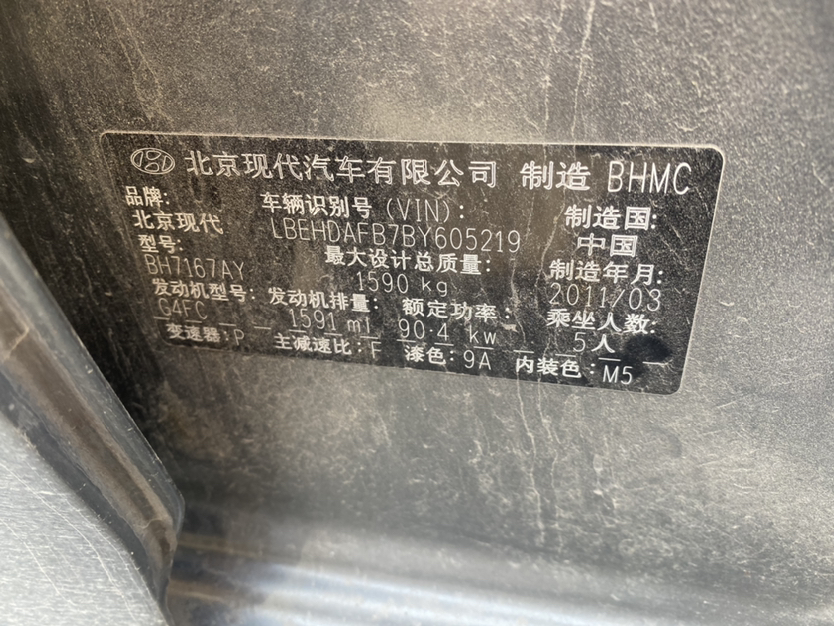 北京现代汽车有限公司 制造 BHMC
品牌: 车辆识别号 (VIN): 制造国:
北京现代 LBEHDAFB7BY605219 中国
型号: 最大设计总质量: 制造年月:
BH7167AY 1590 kg 2011/03
发动机型号: 发动机排量: 额定功率: 乘坐人数:
G4FC 1591 ml 90.4 kw 5人
变速器:P 主减速比:F 漆色:9A 内装色:M5